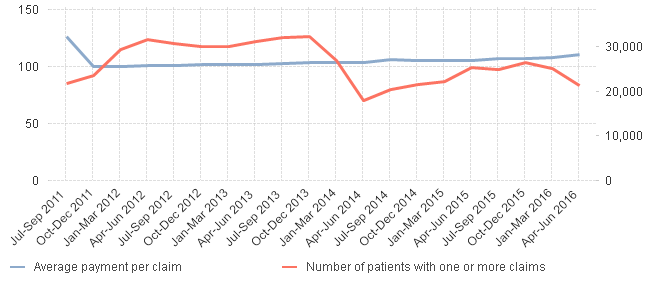 150
100
50
0
30,000
20,000
10,000
0
Jul-Sep 2011
Oct-Dec 2011
Jan-Mar 2012
Apr-Jun 2012
Jul-Sep 2012
Oct-Dec 2012
Jan-Mar 2013
Apr-Jun 2013
Jul-Sep 2013
Oct-Dec 2013
Jan-Mar 2014
Apr-Jun 2014
Jul-Sep 2014
Oct-Dec 2014
Jan-Mar 2015
Apr-Jun 2015
Jul-Sep 2015
Oct-Dec 2015
Jan-Mar 2016
Apr-Jun 2016
Average payment per claim
Number of patients with one or more claims